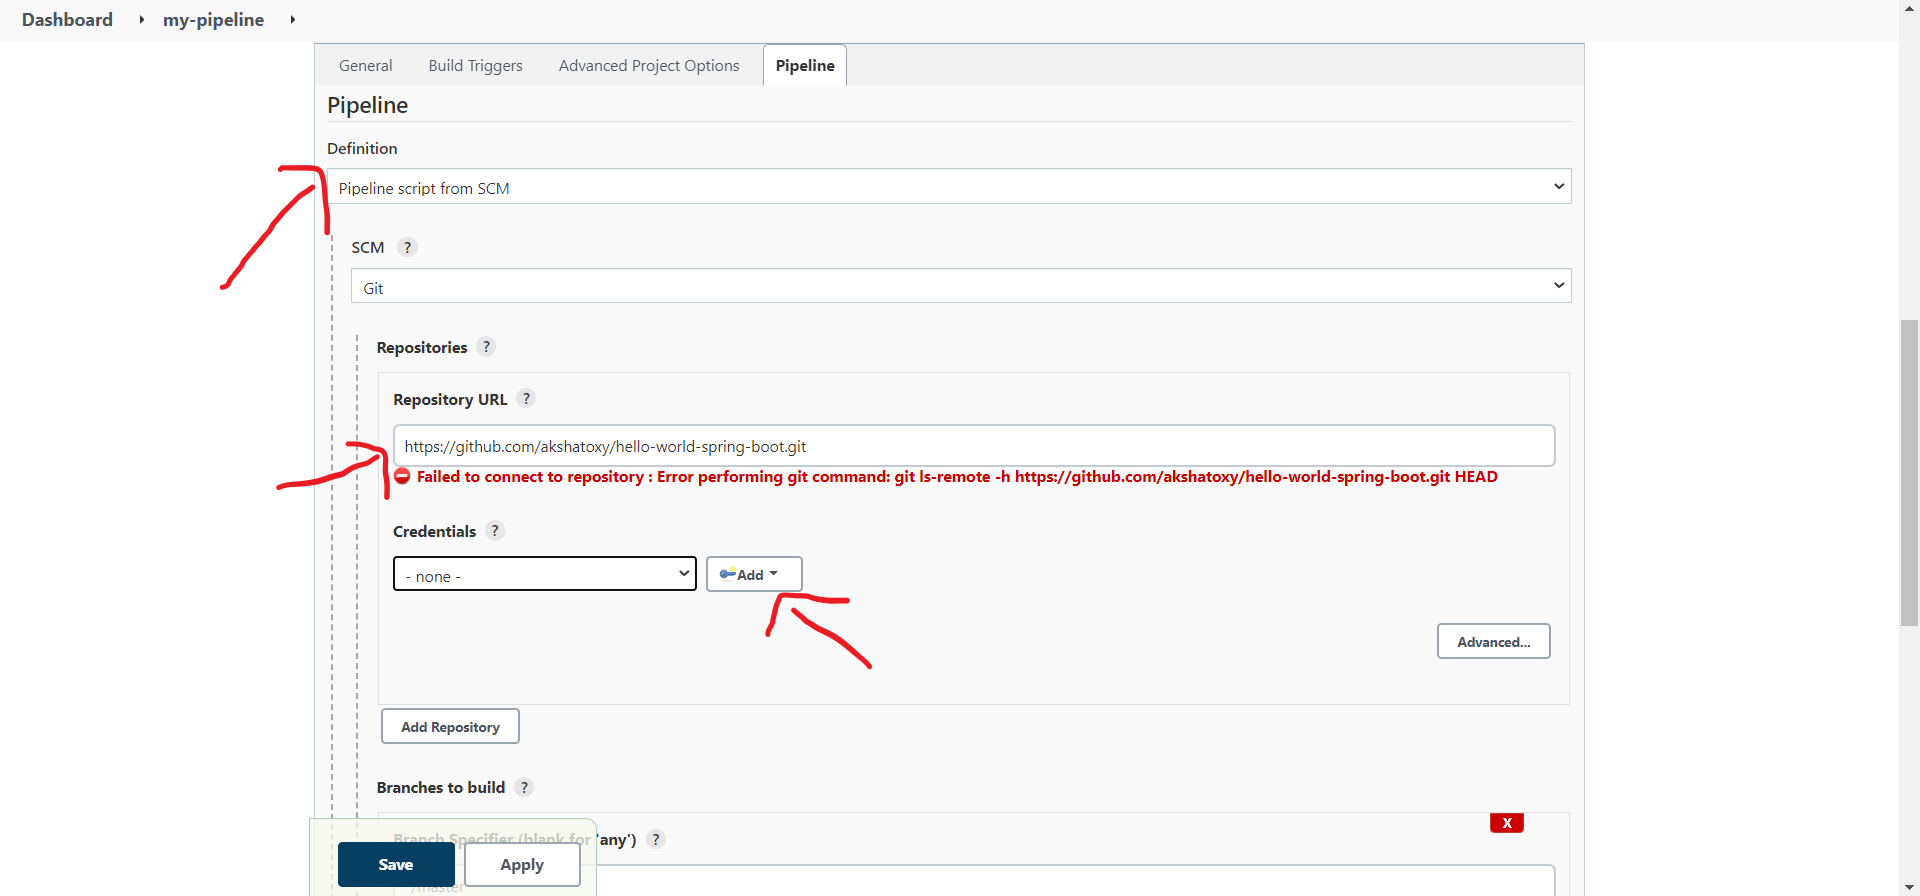 Dashboard my-pipeline
General Build Triggers Advanced Project Options Pipeline
Pipeline
Definition
Pipeline script from SCM
SCM ?
Git
Repositories ?
Repository URL ?
https://github.com/akshatoxy/hello-world-spring-boot.git
Failed to connect to repository : Error performing git command: git ls-remote -h https://github.com/akshatoxy/hello-world-spring-boot.git HEAD
Credentials ?
- none - Add
Advanced...
Add Repository
Branches to build ?
X
Branch Specifier (blank for 'any') ?
Save Apply
/master